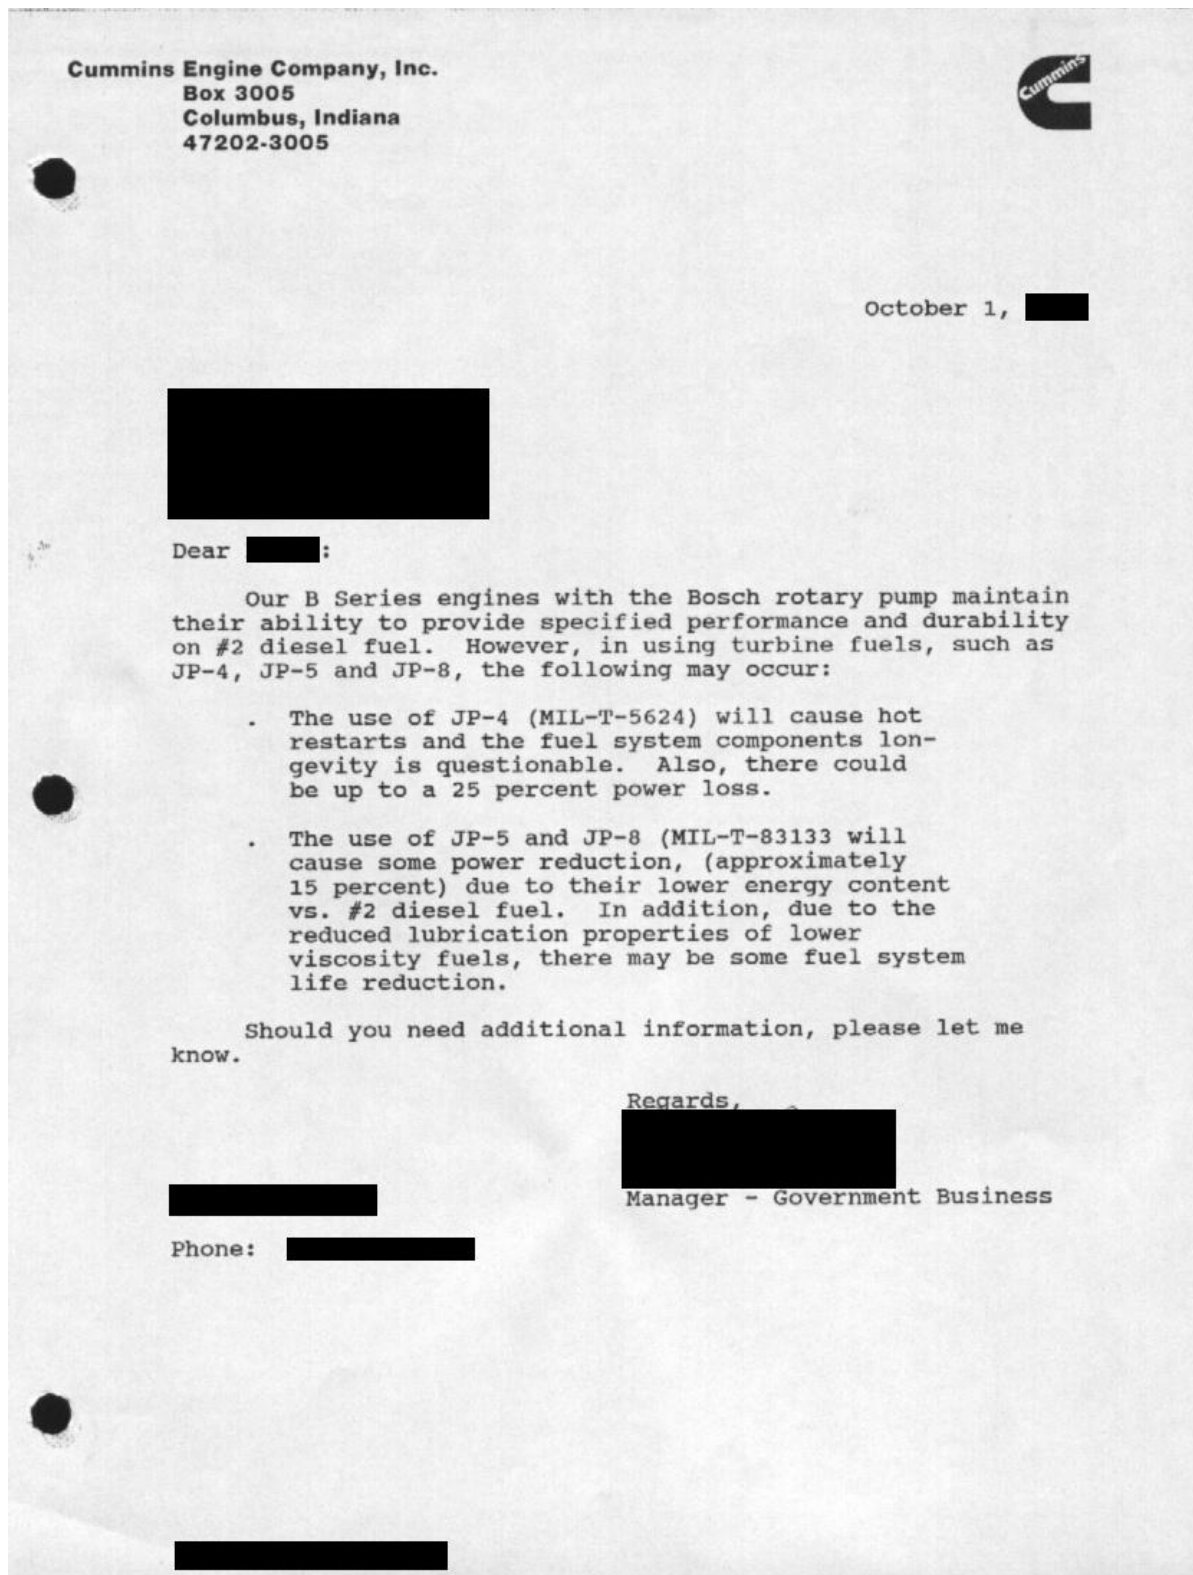 Cummins Engine Company, Inc.
Box 3005
Columbus, Indiana
47202-3005
Cummins
October 1,
Dear :
Our B Series engines with the Bosch rotary pump maintain
their ability to provide specified performance and durability
on #2 diesel fuel. However, in using turbine fuels, such as
JP-4, JP-5 and JP-8, the following may occur:
. The use of JP-4 (MIL-T-5624) will cause hot
restarts and the fuel system components lon-
gevity is questionable. Also, there could
be up to a 25 percent power loss.
. The use of JP-5 and JP-8 (MIL-T-83133 will
cause some power reduction, (approximately
15 percent) due to their lower energy content
vs. #2 diesel fuel. In addition, due to the
reduced lubrication properties of lower
viscosity fuels, there may be some fuel system
life reduction.
Should you need additional information, please let me
know.
Regards,
Manager - Government Business
Phone: